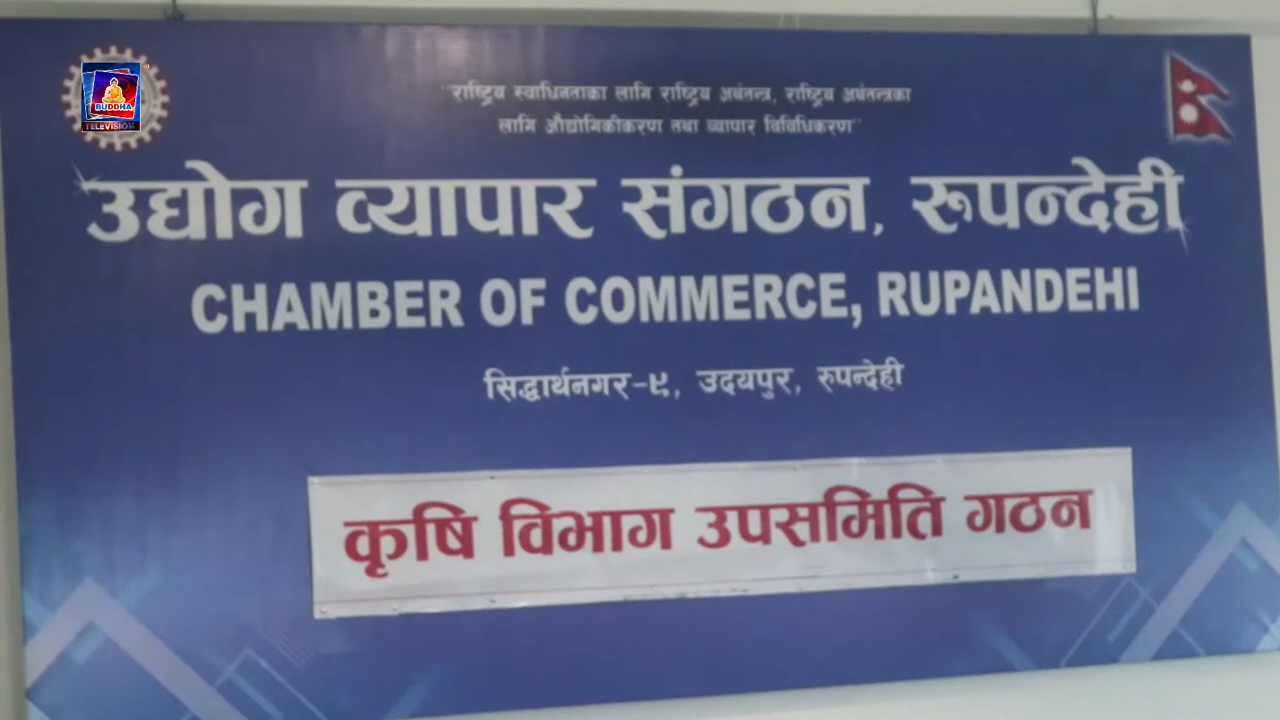 BUDDHA
TELEVISION
"राष्ट्रिय स्वाधिनताका लागि राष्ट्रिय अर्थतन्त्र, राष्ट्रिय अर्थतन्त्रका
लागि औद्योगिकीकरण तथा व्यापार विविधिकरण"
उद्योग व्यापार संगठन, रुपन्देही
CHAMBER OF COMMERCE, RUPANDEHI
सिद्धार्थनगर-९, उदयपुर, रुपन्देही
कृषि विभाग उपसमिति गठन